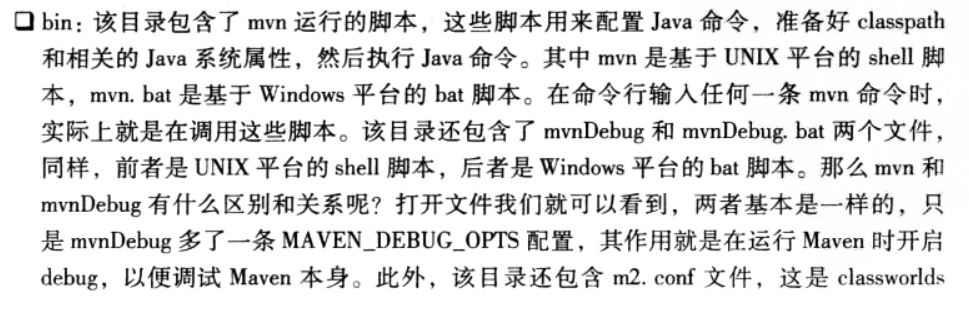 ❑ bin：该目录包含了 mvn 运行的脚本，这些脚本用来配置 Java 命令，准备好 classpath
和相关的 Java 系统属性，然后执行 Java 命令。其中 mvn 是基于 UNIX 平台的 shell 脚
本，mvn. bat 是基于 Windows 平台的 bat 脚本。在命令行输入任何一条 mvn 命令时，
实际上就是在调用这些脚本。该目录还包含了 mvnDebug 和 mvnDebug. bat 两个文件，
同样，前者是 UNIX 平台的 shell 脚本，后者是 Windows 平台的 bat 脚本。那么 mvn 和
mvnDebug 有什么区别和关系呢？打开文件我们就可以看到，两者基本是一样的，只
是 mvnDebug 多了一条 MAVEN_DEBUG_OPTS 配置，其作用就是在运行 Maven 时开启
debug，以便调试 Maven 本身。此外，该目录还包含 m2. conf 文件，这是 classworlds